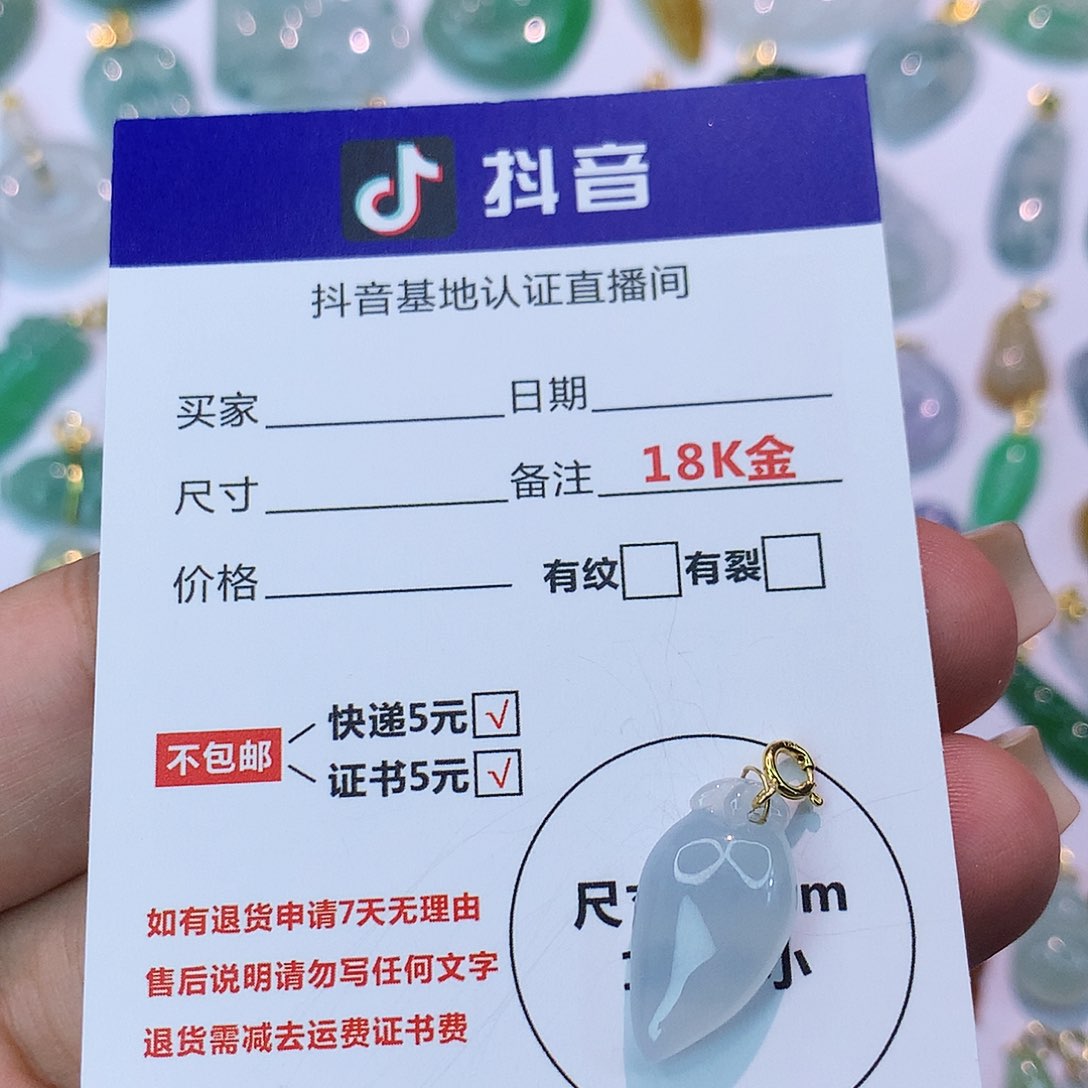 抖音
抖音基地认证直播间
买家 日期
尺寸 备注 18K金
价格 有纹 有裂
不包邮
快递5元 √
证书5元 √
如有退货申请7天无理由
售后说明请勿写任何文字
退货需减去运费证书费
尺 m
小